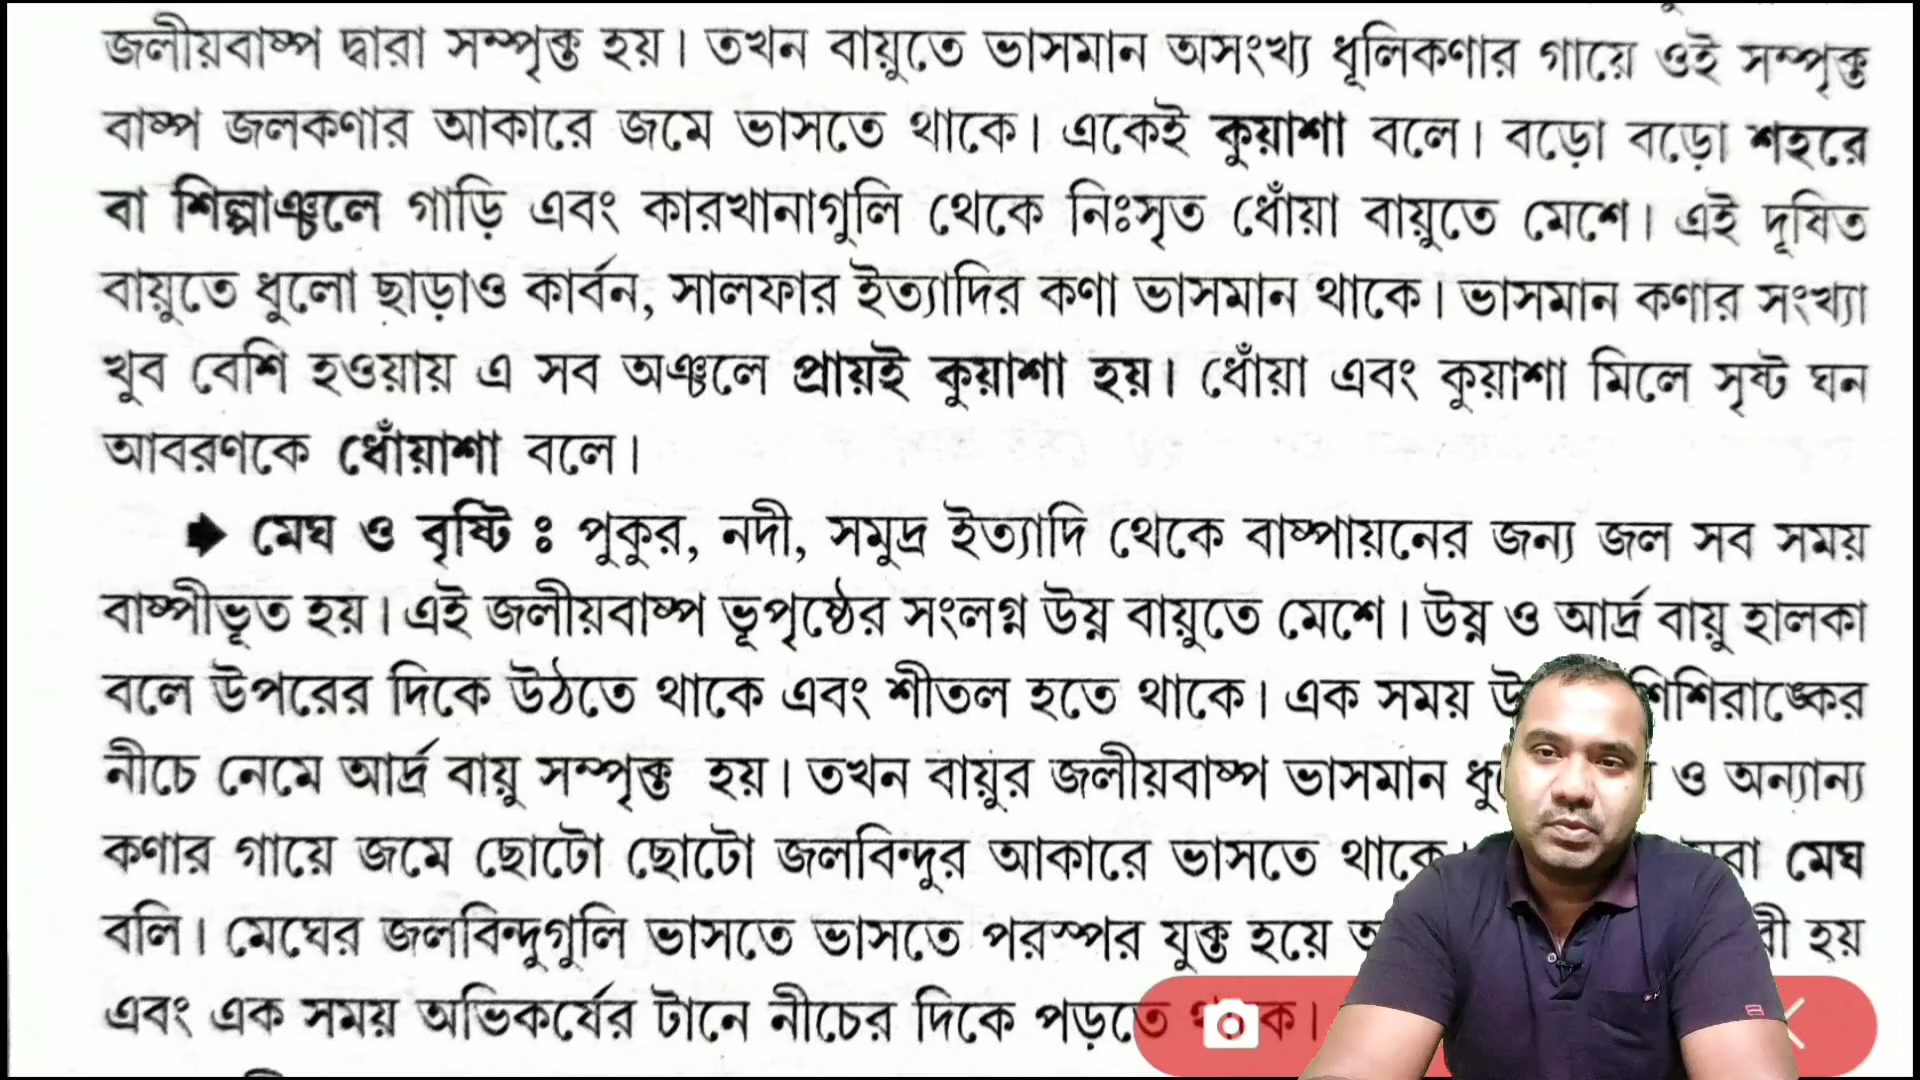 জলীয়বাষ্প দ্বারা সম্পৃক্ত হয়। তখন বায়ুতে ভাসমান অসংখ্য ধূলিকণার গায়ে ওই সম্পৃক্ত
বাষ্প জলকণার আকারে জমে ভাসতে থাকে। একেই কুয়াশা বলে। বড়ো বড়ো শহরে
বা শিল্পাঞ্চলে গাড়ি এবং কারখানাগুলি থেকে নিঃসৃত ধোঁয়া বায়ুতে মেশে। এই দূষিত
বায়ুতে ধুলো ছাড়াও কার্বন, সালফার ইত্যাদির কণা ভাসমান থাকে। ভাসমান কণার সংখ্যা
খুব বেশি হওয়ায় এ সব অঞ্চলে প্রায়ই কুয়াশা হয়। ধোঁয়া এবং কুয়াশা মিলে সৃষ্ট ঘন
আবরণকে ধোঁয়াশা বলে।
➧ মেঘ ও বৃষ্টি ঃ পুকুর, নদী, সমুদ্র ইত্যাদি থেকে বাষ্পায়নের জন্য জল সব সময়
বাষ্পীভূত হয়। এই জলীয়বাষ্প ভূপৃষ্ঠের সংলগ্ন উষ্ণ বায়ুতে মেশে। উষ্ণ ও আর্দ্র বায়ু হালকা
বলে উপরের দিকে উঠতে থাকে এবং শীতল হতে থাকে। এক সময় শিশিরাঙ্কের
নীচে নেমে আর্দ্র বায়ু সম্পৃক্ত হয়। তখন বায়ুর জলীয়বাষ্প ভাসমান ও অন্যান্য
কণার গায়ে জমে ছোটো ছোটো জলবিন্দুর আকারে ভাসতে থাকে। মেঘ
বলি। মেঘের জলবিন্দুগুলি ভাসতে ভাসতে পরস্পর যুক্ত হয়ে হয়
এবং এক সময় অভিকর্ষের টানে নীচের দিকে পড়তে থাকে।